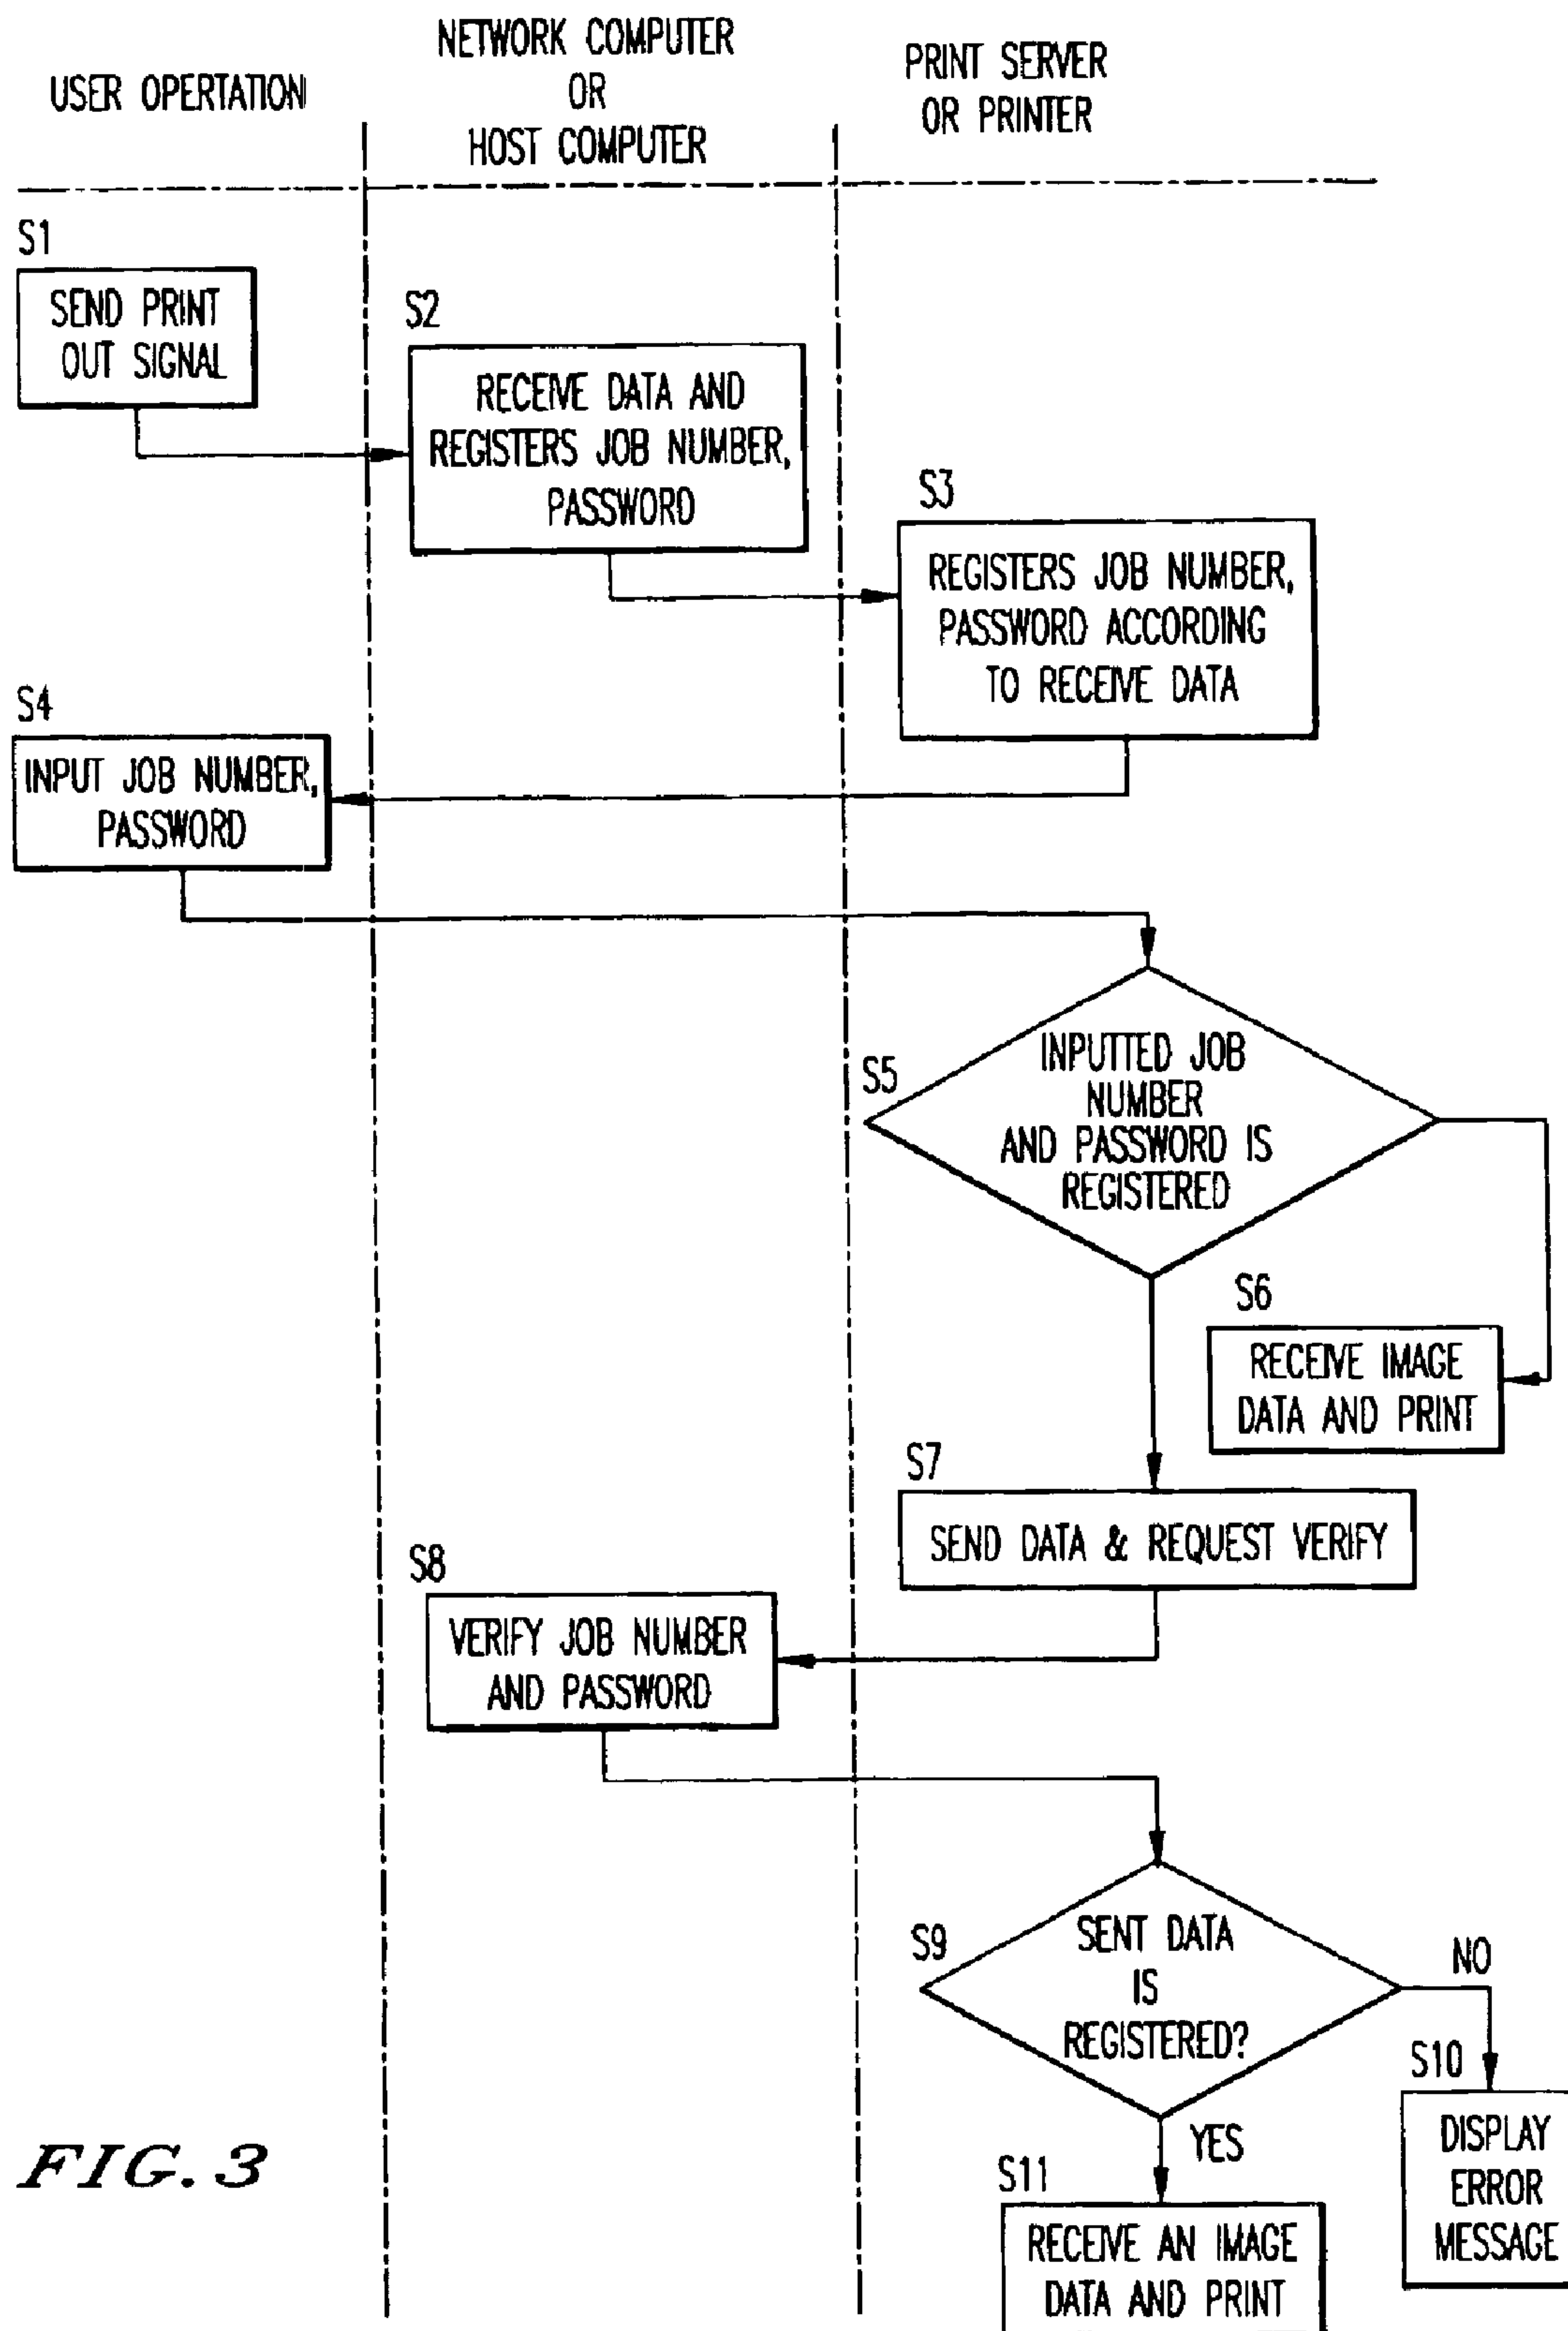 USER OPERTATION
NETWORK COMPUTER
OR
HOST COMPUTER
PRINT SERVER
OR PRINTER
S1
SEND PRINT
OUT SIGNAL
S2
RECEIVE DATA AND
REGISTERS JOB NUMBER,
PASSWORD
S3
REGISTERS JOB NUMBER,
PASSWORD ACCORDING
TO RECEIVE DATA
S4
INPUT JOB NUMBER,
PASSWORD
S5
INPUTTED JOB
NUMBER
AND PASSWORD IS
REGISTERED
S6
RECEIVE IMAGE
DATA AND PRINT
S7
SEND DATA & REQUEST VERIFY
S8
VERIFY JOB NUMBER
AND PASSWORD
S9
SENT DATA
IS
REGISTERED?
NO
S10
DISPLAY
ERROR
MESSAGE
YES
S11
RECEIVE AN IMAGE
DATA AND PRINT
FIG. 3